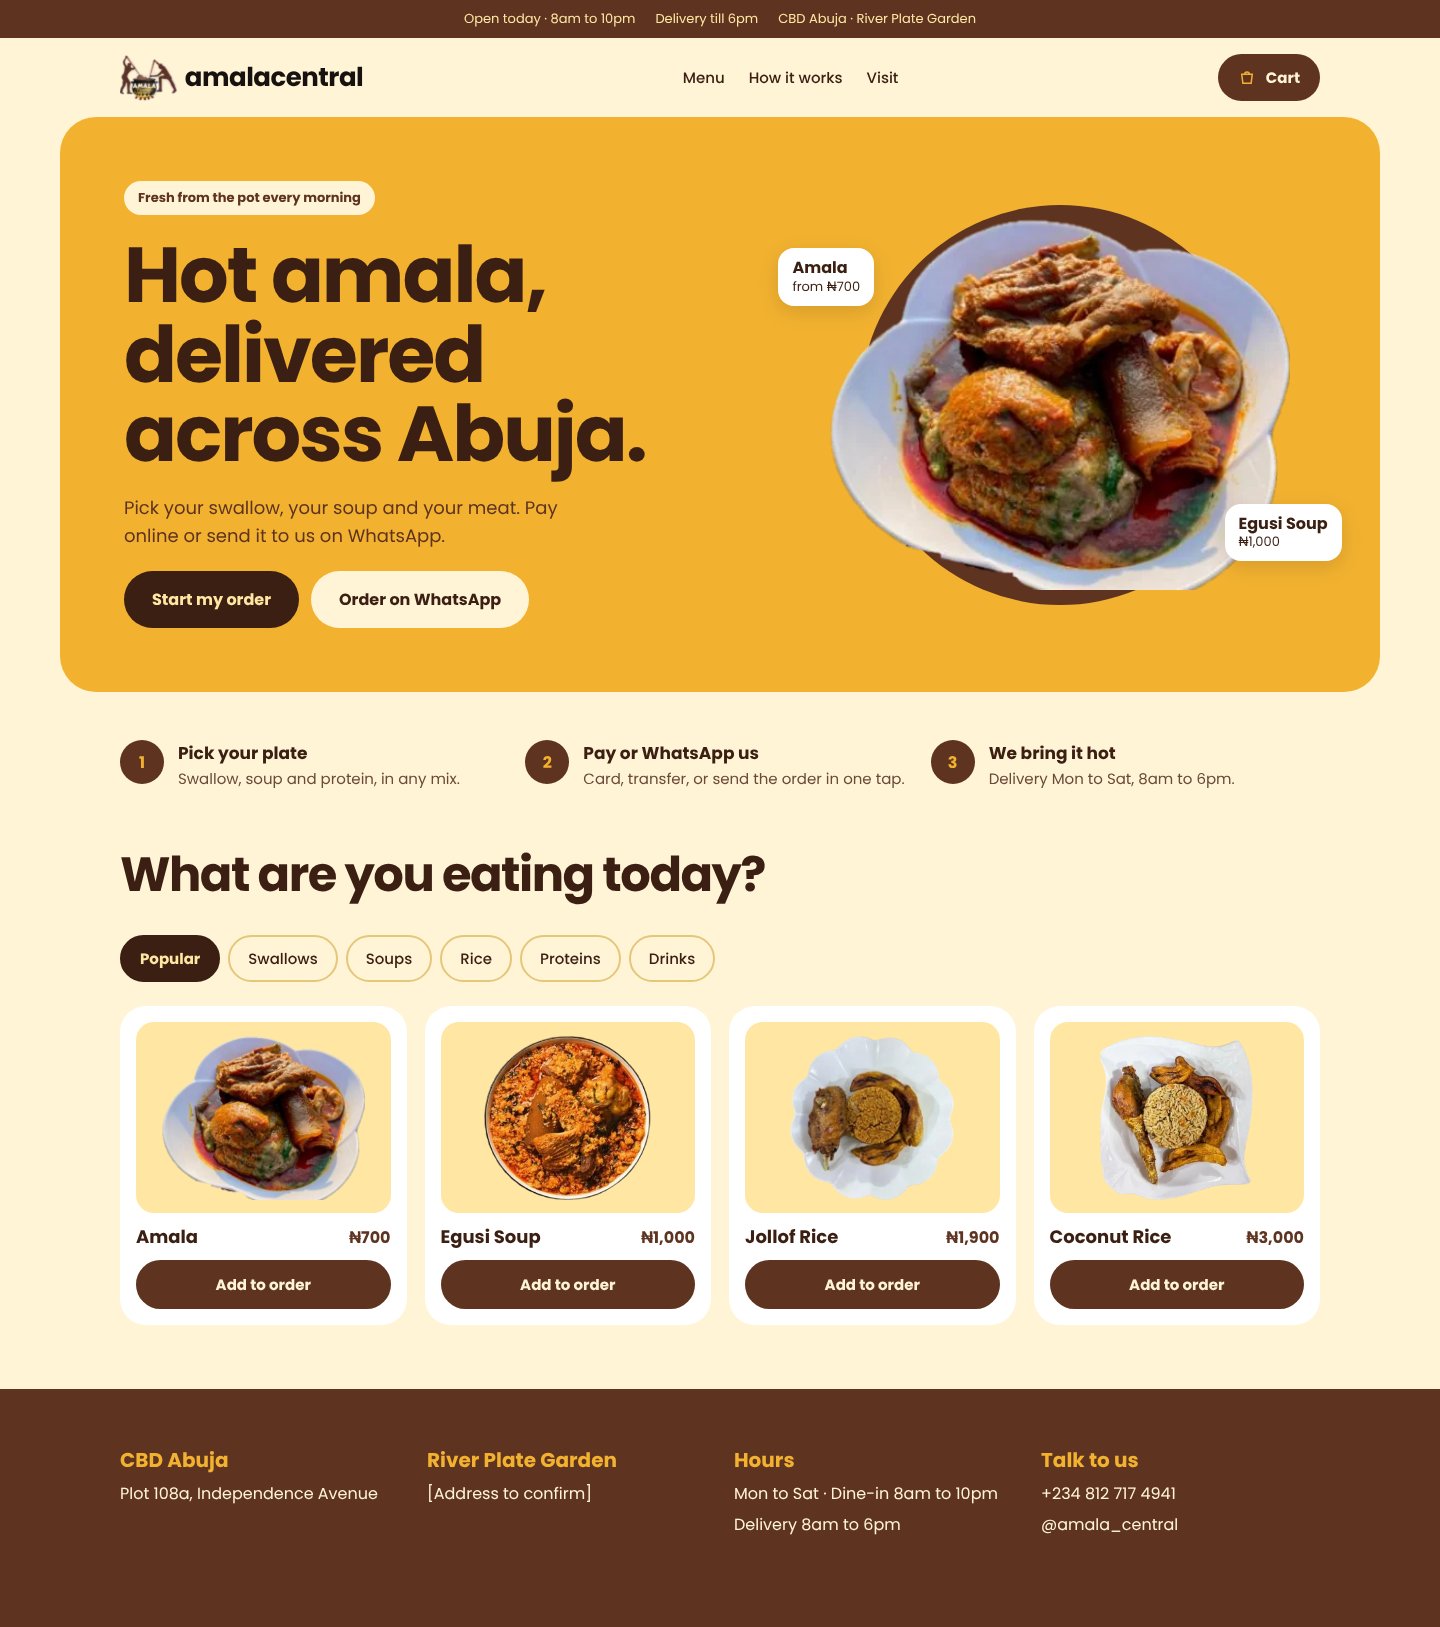 Open today · 8am to 10pm Delivery till 6pm CBD Abuja · River Plate Garden
AMALA
amalacentral
Menu How it works Visit
Cart
Fresh from the pot every morning
Hot amala,
delivered
across Abuja.
Pick your swallow, your soup and your meat. Pay
online or send it to us on WhatsApp.
Start my order
Order on WhatsApp
Amala
from ₦700
Egusi Soup
₦1,000
1
Pick your plate
Swallow, soup and protein, in any mix.
2
Pay or WhatsApp us
Card, transfer, or send the order in one tap.
3
We bring it hot
Delivery Mon to Sat, 8am to 6pm.
What are you eating today?
Popular Swallows Soups Rice Proteins Drinks
Amala ₦700
Add to order
Egusi Soup ₦1,000
Add to order
Jollof Rice ₦1,900
Add to order
Coconut Rice ₦3,000
Add to order
CBD Abuja
Plot 108a, Independence Avenue
River Plate Garden
[Address to confirm]
Hours
Mon to Sat · Dine-in 8am to 10pm
Delivery 8am to 6pm
Talk to us
+234 812 717 4941
@amala_central